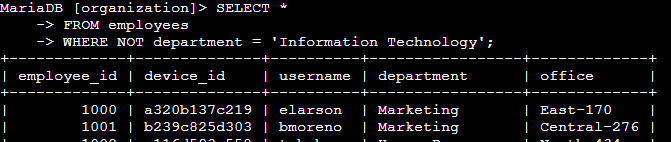 MariaDB [organization]> SELECT *
    -> FROM employees
    -> WHERE NOT department = 'Information Technology';
+-------------+--------------+----------+------------------------+-------------+
| employee_id | device_id    | username | department             | office      |
+-------------+--------------+----------+------------------------+-------------+
|        1000 | a320b137c219 | elarson  | Marketing              | East-170    |
|        1001 | b239c825d303 | bmoreno  | Marketing              | Central-276 |